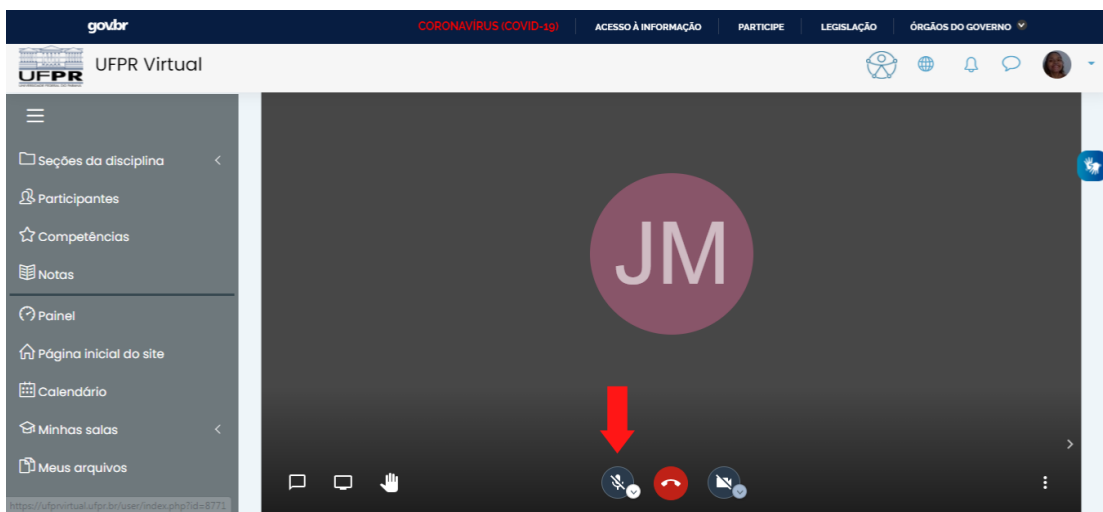 gov.br
CORONAVÍRUS (COVID-19)
ACESSO À INFORMAÇÃO
PARTICIPE
LEGISLAÇÃO
ÓRGÃOS DO GOVERNO
UFPR
UFPR Virtual
Seções da disciplina
Participantes
Competências
Notas
Painel
Página inicial do site
Calendário
Minhas salas
Meus arquivos
JM
https://ufprvirtual.ufpr.br/user/index.php?id=8771